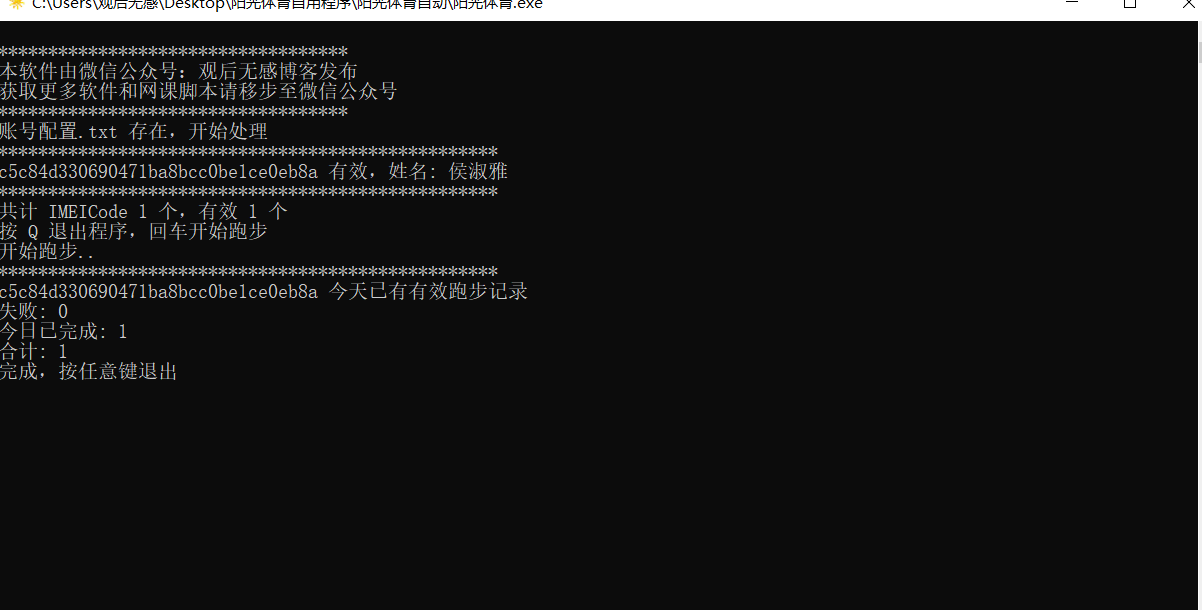 C:\Users\观后无感\Desktop\阳光体育自用程序\阳光体育自动\阳光体育.exe
***********************************
本软件由微信公众号：观后无感博客发布
获取更多软件和网课脚本请移步至微信公众号
***********************************
账号配置.txt 存在，开始处理
**************************************************
c5c84d330690471ba8bcc0be1ce0eb8a 有效，姓名: 侯淑雅
**************************************************
共计 IMEICode 1 个，有效 1 个
按 Q 退出程序，回车开始跑步
开始跑步..
**************************************************
c5c84d330690471ba8bcc0be1ce0eb8a 今天已有有效跑步记录
失败: 0
今日已完成: 1
合计: 1
完成，按任意键退出